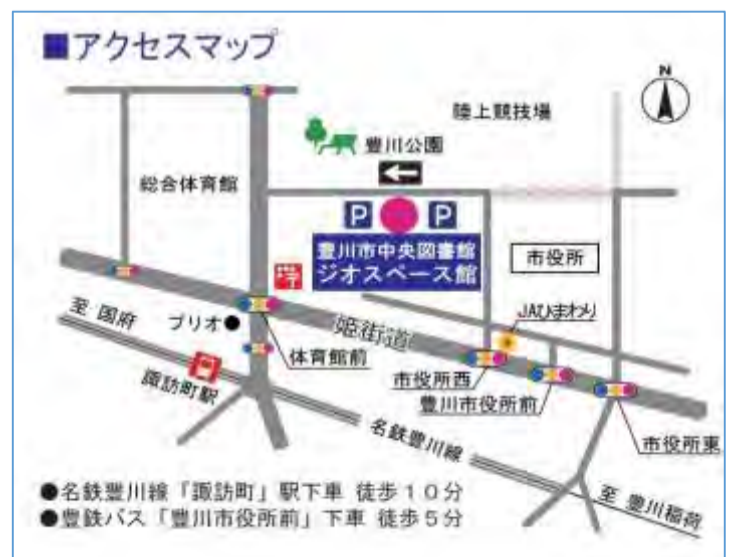 ■アクセスマップ
N
陸上競技場
豊川公園
総合体育館
P
P
豊川市中央図書館
ジオスペース館
市役所
JAひまわり
至 国府
プリオ●
姫街道
体育館前
諏訪町駅
市役所西
豊川市役所前
市役所東
名鉄豊川線
至 豊川稲荷
●名鉄豊川線「諏訪町」駅下車 徒歩10分
●豊鉄バス「豊川市役所前」下車 徒歩5分